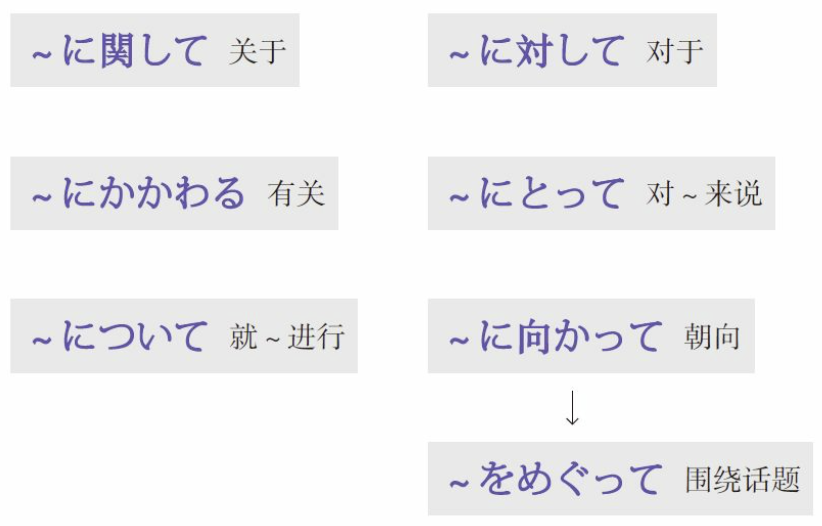 ~に関して 关于
~に対して 对于
~にかかわる 有关
~にとって 对~来说
~について 就~进行
~に向かって 朝向
~をめぐって 围绕话题